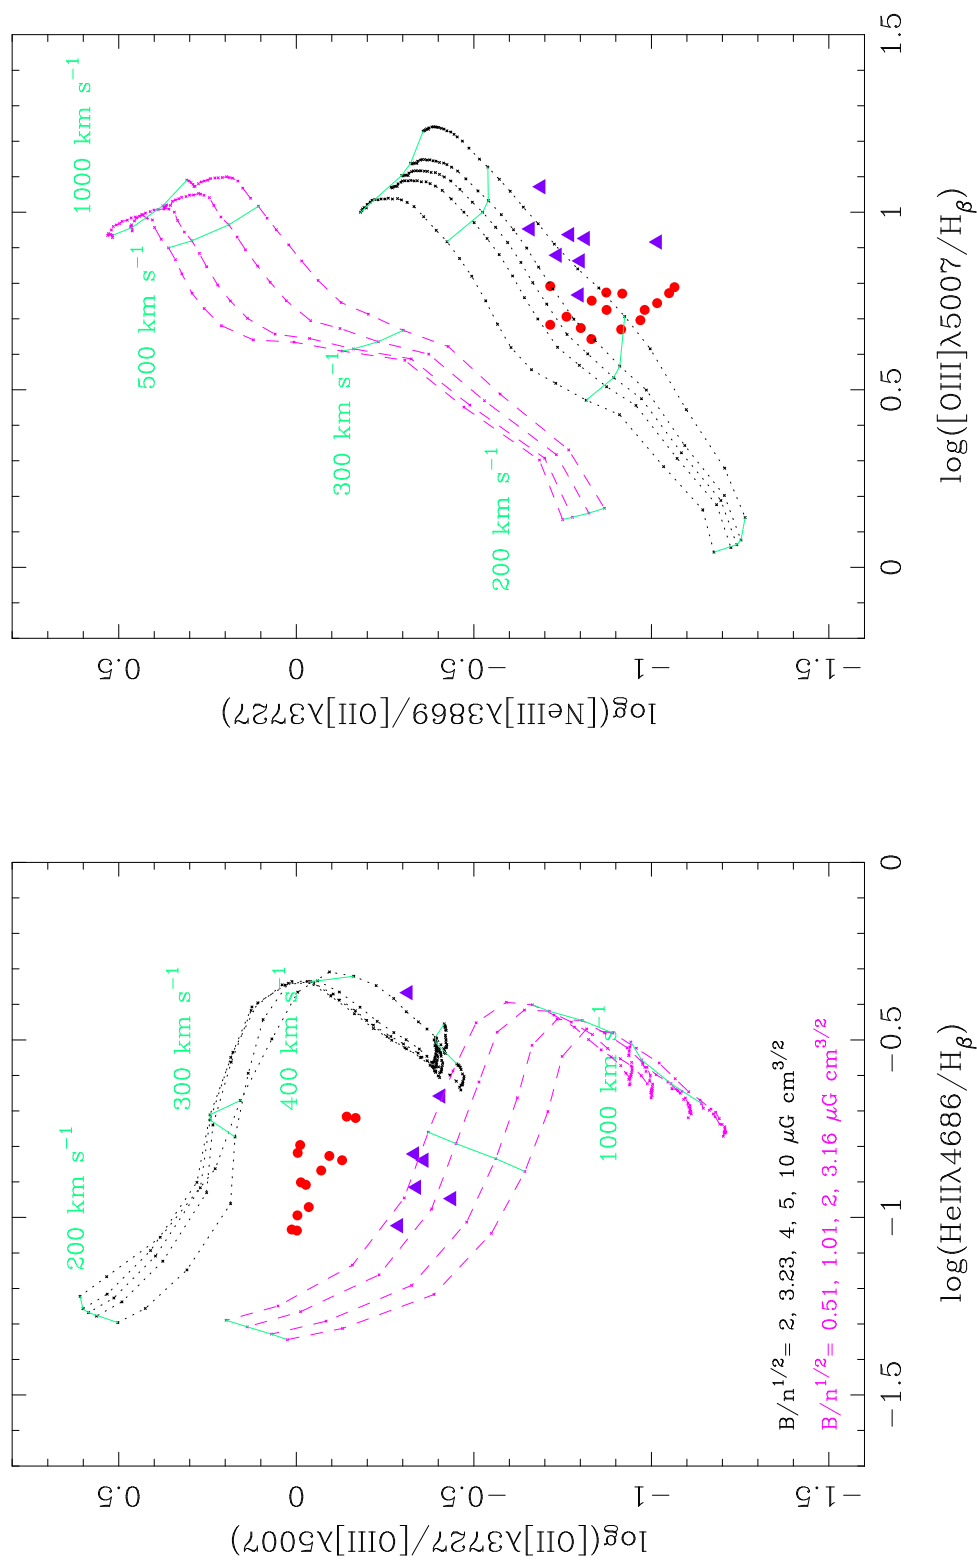 log([OII]λ3727/[OIII]λ5007)
0.5
0
−0.5
−1
−1.5
200 km s⁻¹
300 km s⁻¹
400 km s⁻¹
1000 km s⁻¹
B/n^{1/2}= 2, 3.23, 4, 5, 10 μG cm^{3/2}
B/n^{1/2}= 0.51, 1.01, 2, 3.16 μG cm^{3/2}
−1.5
−1
−0.5
0
log(HeIIλ4686/Hβ)
log([NeIII]λ3869/[OII]λ3727)
0.5
0
−0.5
−1
−1.5
1000 km s⁻¹
500 km s⁻¹
300 km s⁻¹
200 km s⁻¹
0
0.5
1
1.5
log([OIII]λ5007/Hβ)